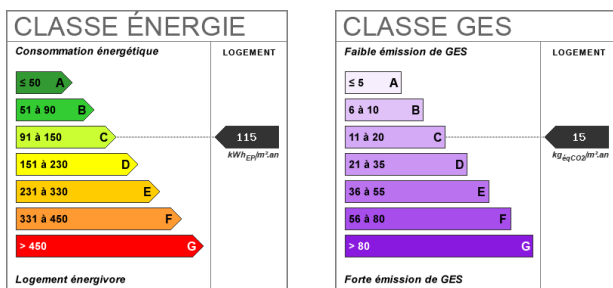 CLASSE ÉNERGIE
Consommation énergétique
LOGEMENT
≤ 50 A
51 à 90 B
91 à 150 C
115
kWhEP/m².an
151 à 230 D
231 à 330 E
331 à 450 F
> 450 G
Logement énergivore
CLASSE GES
Faible émission de GES
LOGEMENT
≤ 5 A
6 à 10 B
11 à 20 C
15
kgéqCO2/m².an
21 à 35 D
36 à 55 E
56 à 80 F
> 80 G
Forte émission de GES